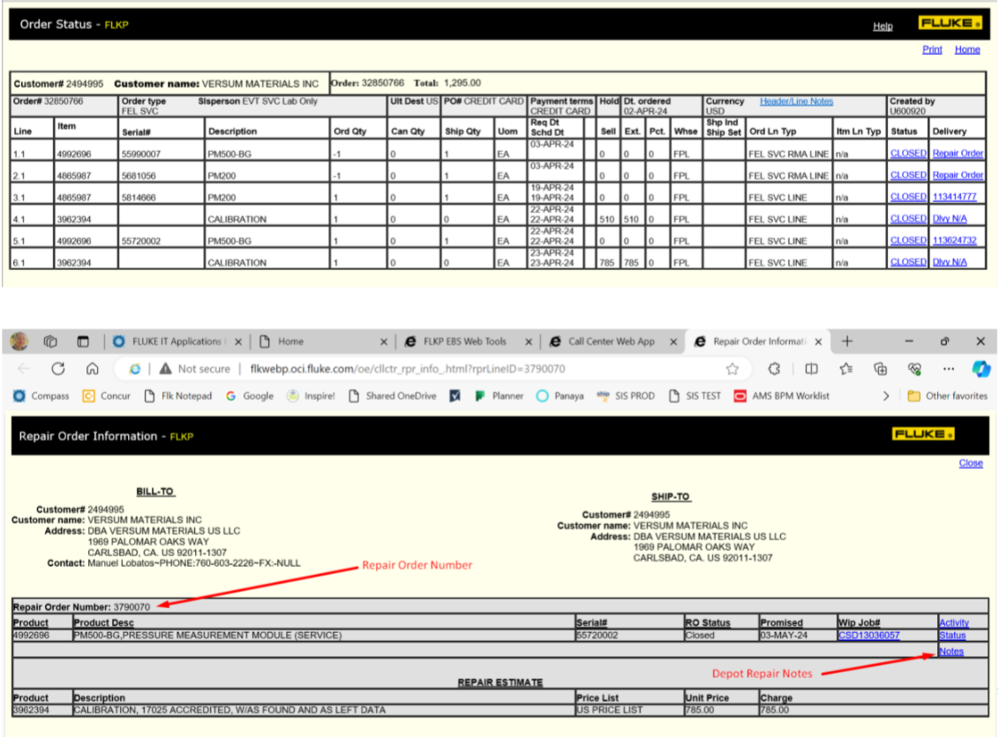 Order Status - FLKP
Help
FLUKE
Print Home
Customer# 2494995 Customer name: VERSUM MATERIALS INC Order: 32850766 Total: 1,295.00
Order# 32850766 Order type FEL SVC Slsperson EVT SVC Lab Only Ult Dest US PO# CREDIT CARD Payment terms CREDIT CARD Hold Dt. ordered 02-APR-24 Currency USD Header/Line Notes Created by U600920
Line Item Serial# Description Ord Qty Can Qty Ship Qty Uom Req Dt Schd Dt Sell Ext. Pct. Whse Shp Ind Ship Set Ord Ln Typ Itm Ln Typ Status Delivery
1.1 4992696 55990007 PM500-BG -1 0 1 EA 03-APR-24 0 0 0 FPL FEL SVC RMA LINE n/a CLOSED Repair Order
2.1 4865987 5681056 PM200 -1 0 1 EA 03-APR-24 0 0 0 FPL FEL SVC RMA LINE n/a CLOSED Repair Order
3.1 4865987 5814666 PM200 1 0 1 EA 19-APR-24 19-APR-24 0 0 0 FPL FEL SVC LINE n/a CLOSED 113414777
4.1 3962394 CALIBRATION 1 0 0 EA 22-APR-24 22-APR-24 510 510 0 FPL FEL SVC LINE n/a CLOSED Dlvy N/A
5.1 4992696 55720002 PM500-BG 1 0 1 EA 22-APR-24 22-APR-24 0 0 0 FPL FEL SVC LINE n/a CLOSED 113624732
6.1 3962394 CALIBRATION 1 0 0 EA 23-APR-24 23-APR-24 785 785 0 FPL FEL SVC LINE n/a CLOSED Dlvy N/A
FLUKE IT Applications Home FLKP EBS Web Tools Call Center Web App Repair Order Informati
Not secure flkwebp.oci.fluke.com/oe/cllctr_rpr_info_.html?rprLineID=3790070
Compass Concur Flk Notepad Google Inspire! Shared OneDrive Planner Panaya SIS PROD SIS TEST AMS BPM Worklist Other favorites
Repair Order Information - FLKP
FLUKE
Close
BILL-TO
Customer# 2494995
Customer name: VERSUM MATERIALS INC
Address: DBA VERSUM MATERIALS US LLC
1969 PALOMAR OAKS WAY
CARLSBAD, CA. US 92011-1307
Contact: Manuel Lobatos~PHONE:760-603-2226~FX:-NULL
SHIP-TO
Customer# 2494995
Customer name: VERSUM MATERIALS INC
Address: DBA VERSUM MATERIALS US LLC
1969 PALOMAR OAKS WAY
CARLSBAD, CA. US 92011-1307
Repair Order Number
Repair Order Number: 3790070
Product Product Desc Serial# RO Status Promised Wip Job# Activity
4992696 PM500-BG,PRESSURE MEASUREMENT MODULE (SERVICE) 55720002 Closed 03-MAY-24 CSD13036057 Status
Notes
Depot Repair Notes
REPAIR ESTIMATE
Product Description Price List Unit Price Charge
3962394 CALIBRATION, 17025 ACCREDITED, W/AS FOUND AND AS LEFT DATA US PRICE LIST 785.00 785.00